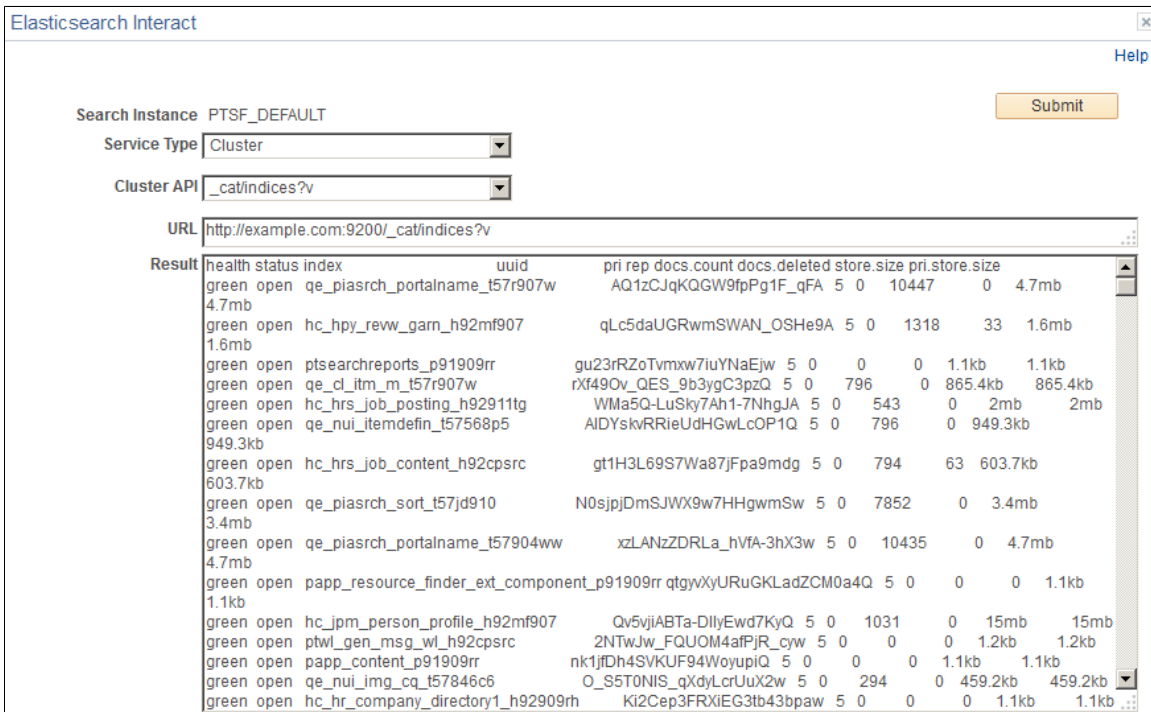 Elasticsearch Interact
Help
Search Instance PTSF_DEFAULT
Submit
Service Type Cluster
Cluster API _cat/indices?v
URL http://example.com:9200/_cat/indices?v
Result health status index uuid pri rep docs.count docs.deleted store.size pri.store.size
green open qe_piasrch_portalname_t57r907w AQ1zCJqKQGW9fpPg1F_qFA 5 0 10447 0 4.7mb
4.7mb
green open hc_hpy_revw_garn_h92mf907 qLc5daUGRwmSWAN_OSHe9A 5 0 1318 33 1.6mb
1.6mb
green open ptsearchreports_p91909rr gu23rRZoTvmxw7iuYNaEjw 5 0 0 0 1.1kb 1.1kb
green open qe_cl_itm_m_t57r907w rXf49Ov_QES_9b3ygC3pzQ 5 0 796 0 865.4kb 865.4kb
green open hc_hrs_job_posting_h92911tg WMa5Q-LuSky7Ah1-7NhgJA 5 0 543 0 2mb 2mb
green open qe_nui_itemdefin_t57568p5 AlDYskvRRieUdHGwLcOP1Q 5 0 796 0 949.3kb
949.3kb
green open hc_hrs_job_content_h92cpsrc gt1H3L69S7Wa87jFpa9mdg 5 0 794 63 603.7kb
603.7kb
green open qe_piasrch_sort_t57jd910 N0sjpjDmSJWX9w7HHgwmSw 5 0 7852 0 3.4mb
3.4mb
green open qe_piasrch_portalname_t57904ww xzLANzZDRLa_hVfA-3hX3w 5 0 10435 0 4.7mb
4.7mb
green open papp_resource_finder_ext_component_p91909rr qtgyvXyURuGKLadZCM0a4Q 5 0 0 0 1.1kb
1.1kb
green open hc_jpm_person_profile_h92mf907 Qv5vjiABTa-DIlyEwd7KyQ 5 0 1031 0 15mb 15mb
green open ptwl_gen_msg_wl_h92cpsrc 2NTwJw_FQUOM4afPjR_cyw 5 0 0 0 1.2kb 1.2kb
green open papp_content_p91909rr nk1jfDh4SVKUF94WoyupiQ 5 0 0 0 1.1kb 1.1kb
green open qe_nui_img_cq_t57846c6 O_S5T0NIS_qXdyLcrUuX2w 5 0 294 0 459.2kb 459.2kb
green open hc_hr_company_directory1_h92909rh Ki2Cep3FRXiEG3tb43bpaw 5 0 0 0 1.1kb 1.1kb